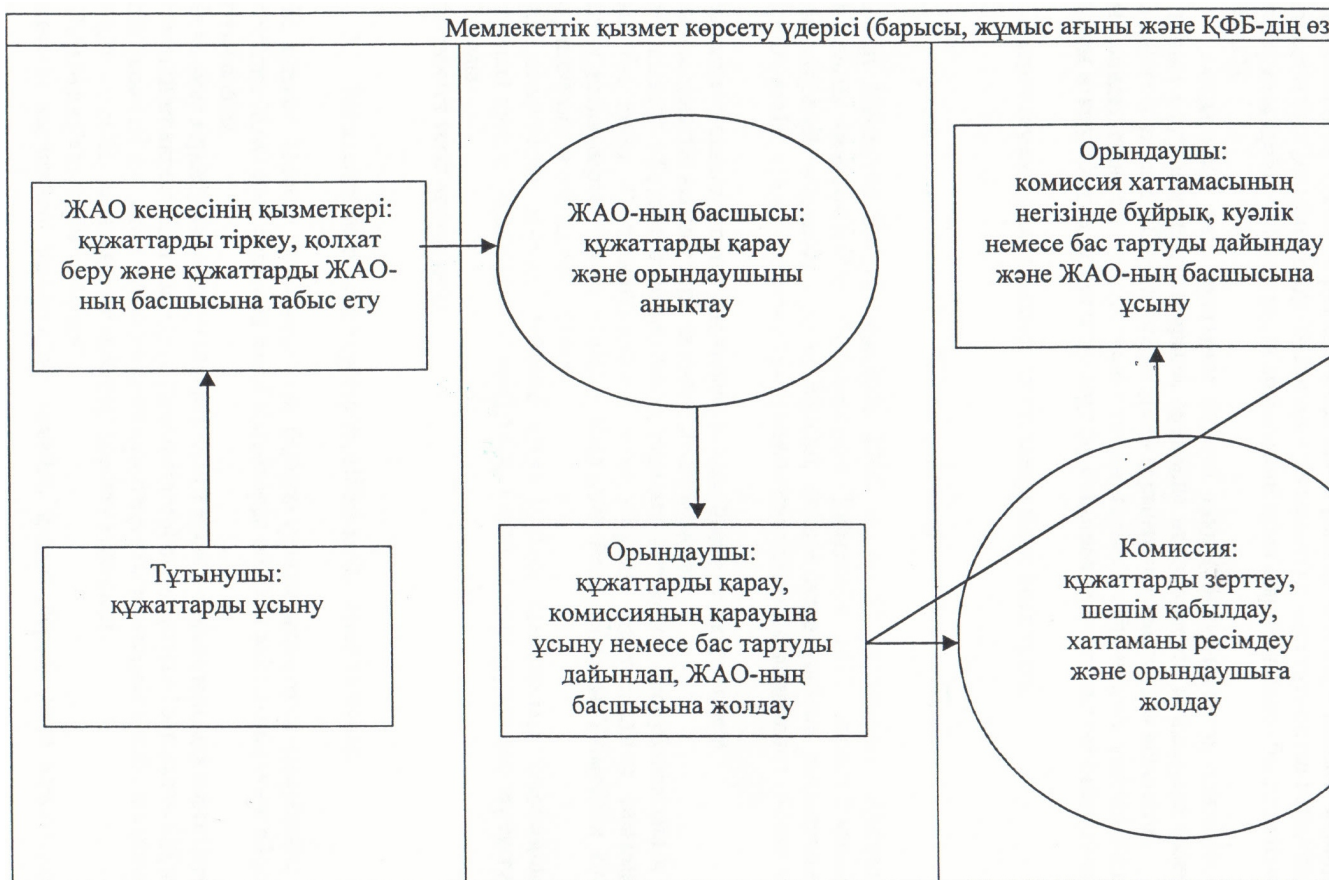 Мемлекеттік қызмет көрсету үдерісі (барысы, жұмыс ағыны және ҚФБ-дің өз
ЖАО кеңсесінің қызметкері:
құжаттарды тіркеу, қолхат
беру және құжаттарды ЖАО-
ның басшысына табыс ету
Тұтынушы:
құжаттарды ұсыну
ЖАО-ның басшысы:
құжаттарды қарау
және орындаушыны
анықтау
Орындаушы:
құжаттарды қарау,
комиссияның қарауына
ұсыну немесе бас тартуды
дайындап, ЖАО-ның
басшысына жолдау
Орындаушы:
комиссия хаттамасының
негізінде бұйрық, куәлік
немесе бас тартуды дайындау
және ЖАО-ның басшысына
ұсыну
Комиссия:
құжаттарды зерттеу,
шешім қабылдау,
хаттаманы ресімдеу
және орындаушыға
жолдау